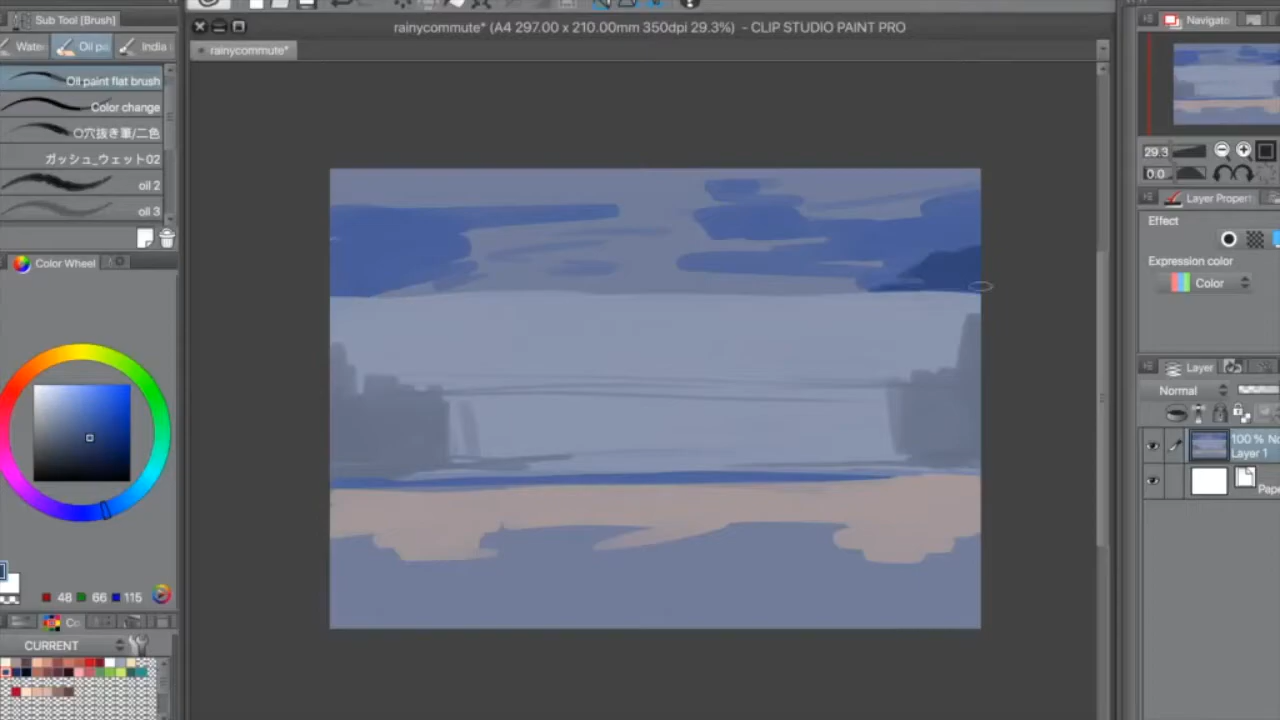 Sub Tool [Brush]
rainycommute* (A4 297.00 x 210.00mm 350dpi 29.3%) - CLIP STUDIO PAINT PRO
Navigato
Wate
Oil pa
India
rainycommute*
Oil paint flat brush
Color change
O穴抜き筆/二色
ガッシュ_ウェット02
oil 2
oil 3
29.3
0.0
Layer Propert
Effect
Expression color
Color
Color Wheel
Layer
Normal
100 % No
Layer 1
Pape
48 66 115
Co
CURRENT